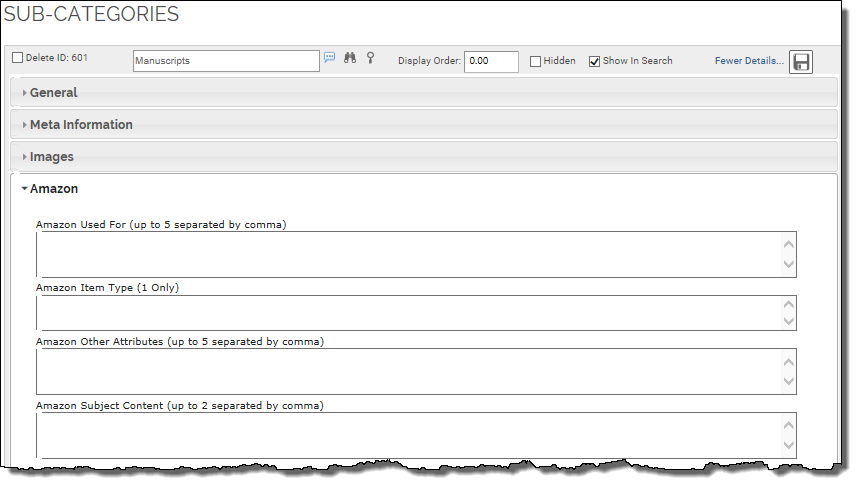 SUB-CATEGORIES
Delete ID: 601 Manuscripts Display Order: 0.00 Hidden Show In Search Fewer Details...
General
Meta Information
Images
Amazon
Amazon Used For (up to 5 separated by comma)
Amazon Item Type (1 Only)
Amazon Other Attributes (up to 5 separated by comma)
Amazon Subject Content (up to 2 separated by comma)